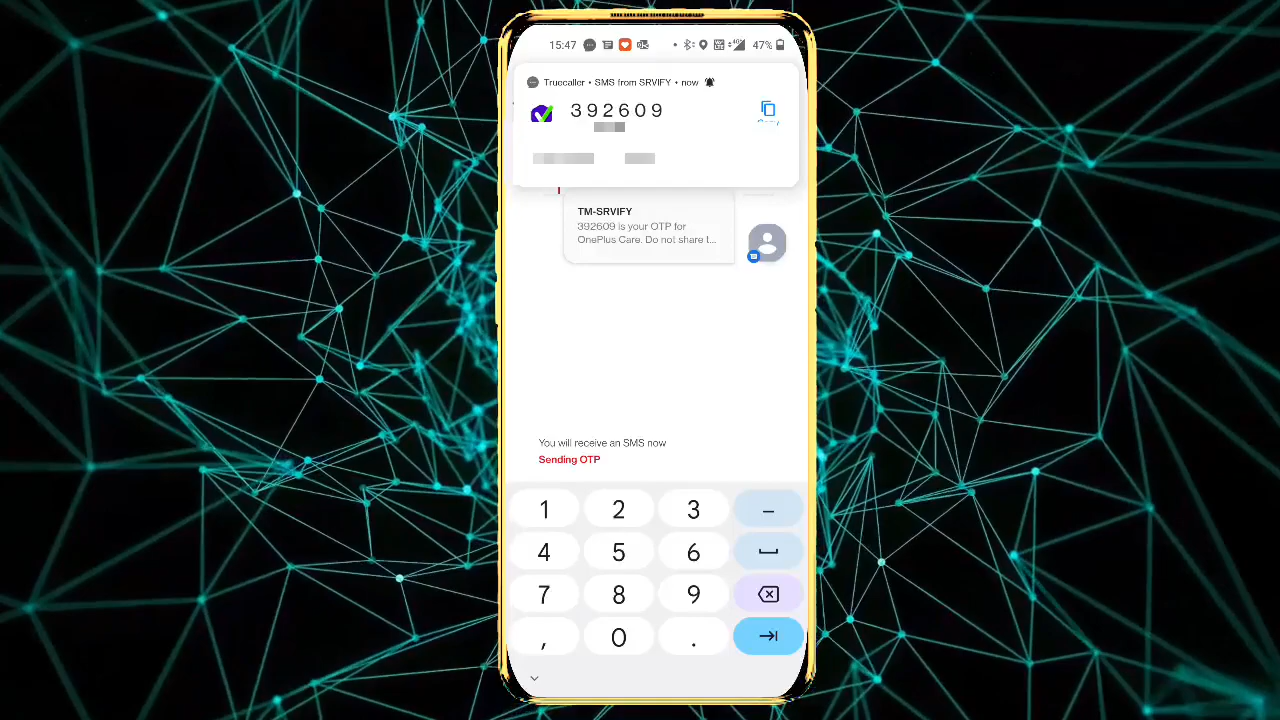 15:47
47%
Truecaller • SMS from SRVIFY • now
392609
TM-SRVIFY
392609 is your OTP for
OnePlus Care. Do not share t...
You will receive an SMS now
Sending OTP
1 2 3 –
4 5 6
7 8 9
, 0 .